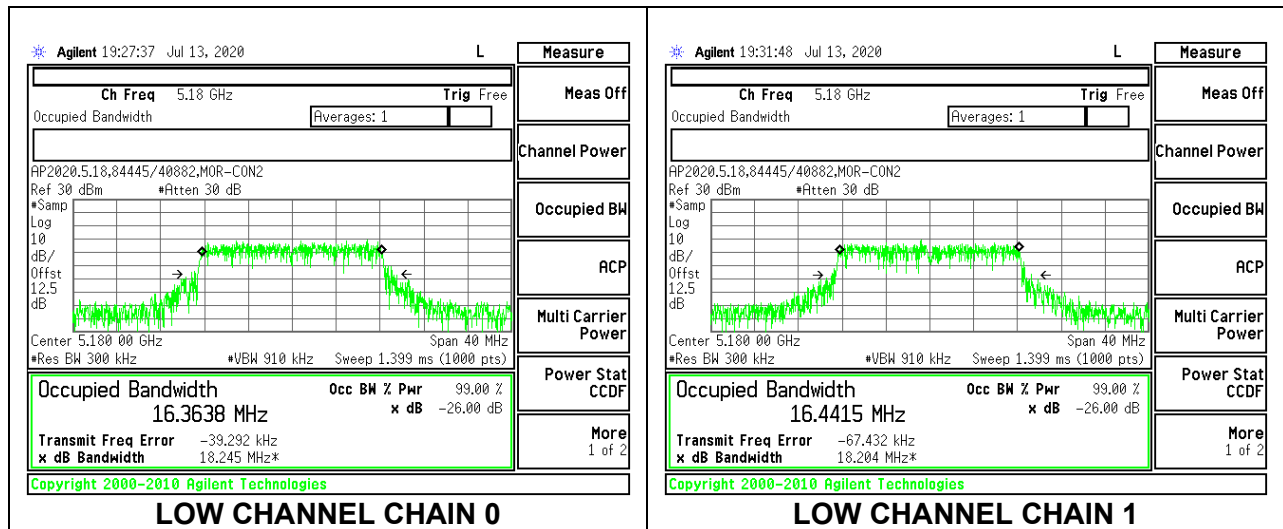 Agilent 19:27:37 Jul 13, 2020 L Measure
Ch Freq 5.18 GHz Trig Free
Occupied Bandwidth Averages: 1
AP2020.5.18,84445/40882,MOR-CON2
Ref 30 dBm #Atten 30 dB
#Samp
Log
10
dB/
Offst
12.5
dB
Center 5.180 00 GHz Span 40 MHz
#Res BW 300 kHz #VBW 910 kHz Sweep 1.399 ms (1000 pts)
Occupied Bandwidth Occ BW % Pwr 99.00 %
16.3638 MHz x dB -26.00 dB
Transmit Freq Error -39.292 kHz
x dB Bandwidth 18.245 MHz*
Copyright 2000-2010 Agilent Technologies
Meas Off
Channel Power
Occupied BW
ACP
Multi Carrier
Power
Power Stat
CCDF
More
1 of 2
LOW CHANNEL CHAIN 0
Agilent 19:31:48 Jul 13, 2020 L Measure
Ch Freq 5.18 GHz Trig Free
Occupied Bandwidth Averages: 1
AP2020.5.18,84445/40882,MOR-CON2
Ref 30 dBm #Atten 30 dB
#Samp
Log
10
dB/
Offst
12.5
dB
Center 5.180 00 GHz Span 40 MHz
#Res BW 300 kHz #VBW 910 kHz Sweep 1.399 ms (1000 pts)
Occupied Bandwidth Occ BW % Pwr 99.00 %
16.4415 MHz x dB -26.00 dB
Transmit Freq Error -67.432 kHz
x dB Bandwidth 18.204 MHz*
Copyright 2000-2010 Agilent Technologies
Meas Off
Channel Power
Occupied BW
ACP
Multi Carrier
Power
Power Stat
CCDF
More
1 of 2
LOW CHANNEL CHAIN 1